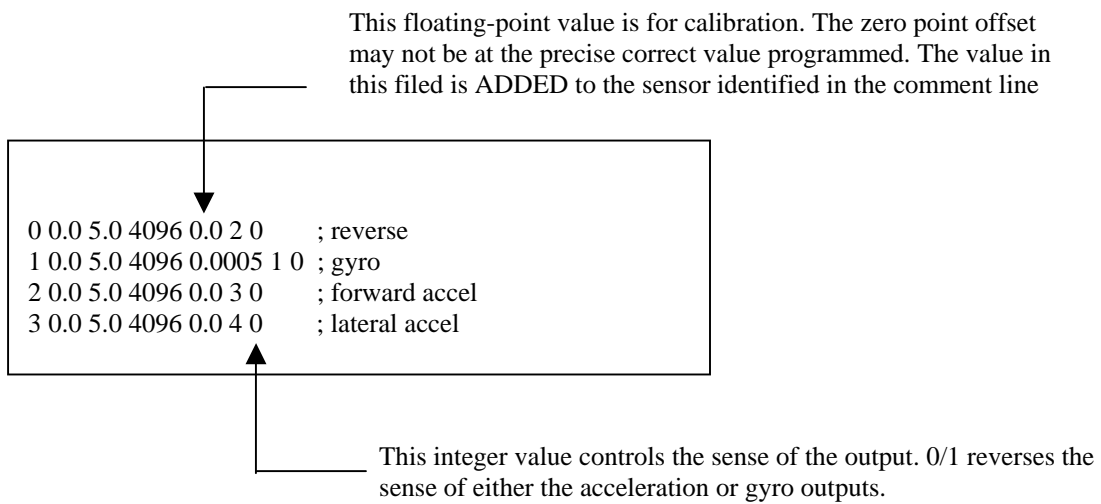 This floating-point value is for calibration. The zero point offset
may not be at the precise correct value programmed. The value in
this filed is ADDED to the sensor identified in the comment line
0 0.0 5.0 4096 0.0 2 0 ; reverse
1 0.0 5.0 4096 0.0005 1 0 ; gyro
2 0.0 5.0 4096 0.0 3 0 ; forward accel
3 0.0 5.0 4096 0.0 4 0 ; lateral accel
This integer value controls the sense of the output. 0/1 reverses the
sense of either the acceleration or gyro outputs.